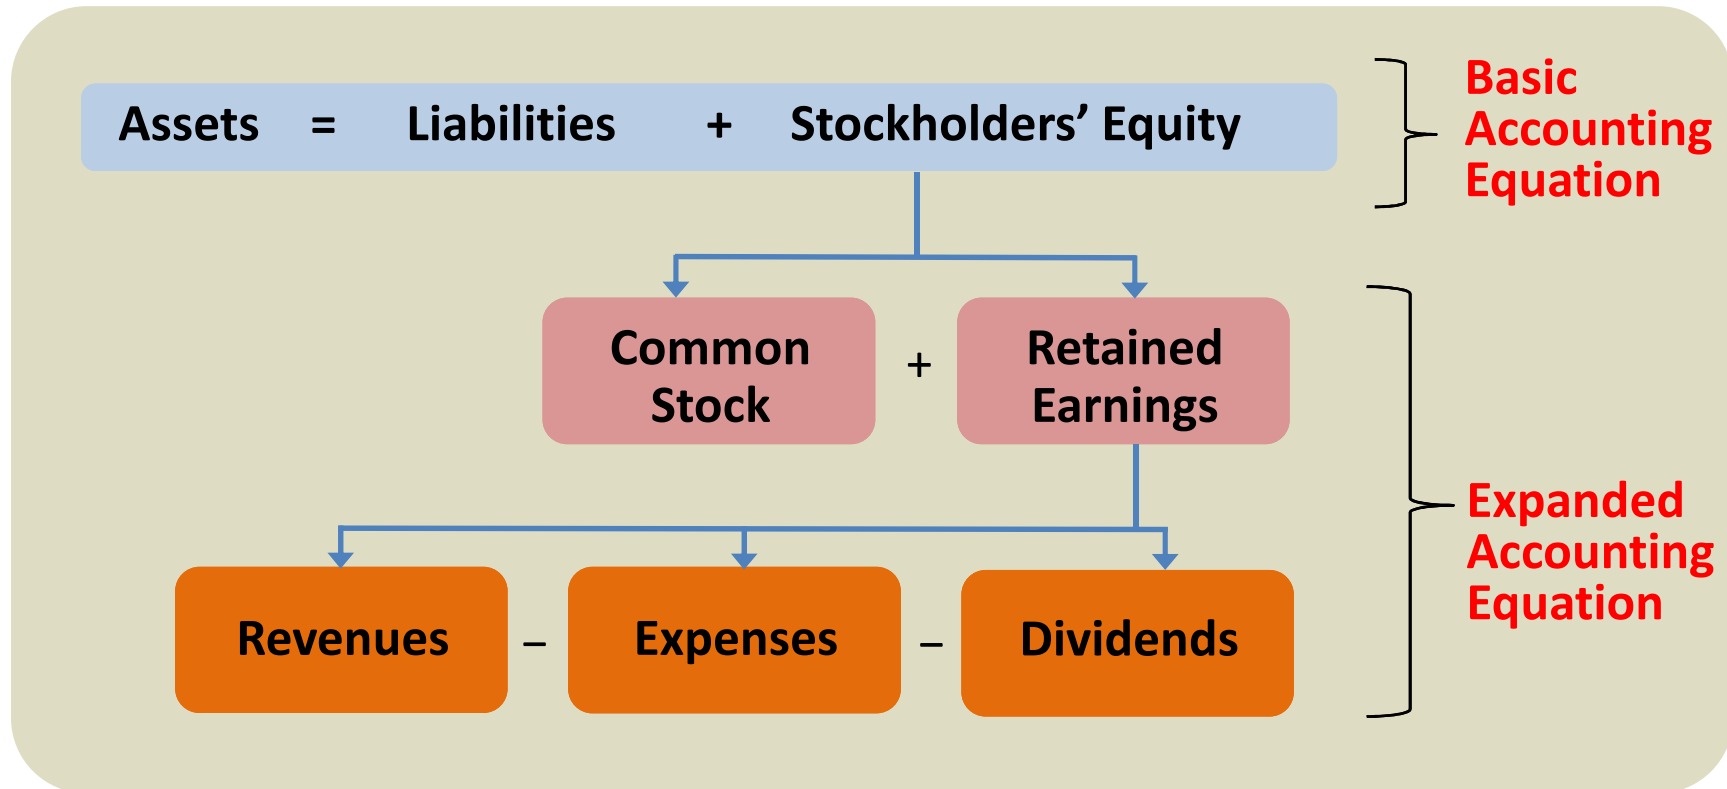 Assets = Liabilities + Stockholders’ Equity
Basic
Accounting
Equation
Common
Stock
+
Retained
Earnings
Expanded
Accounting
Equation
Revenues – Expenses – Dividends